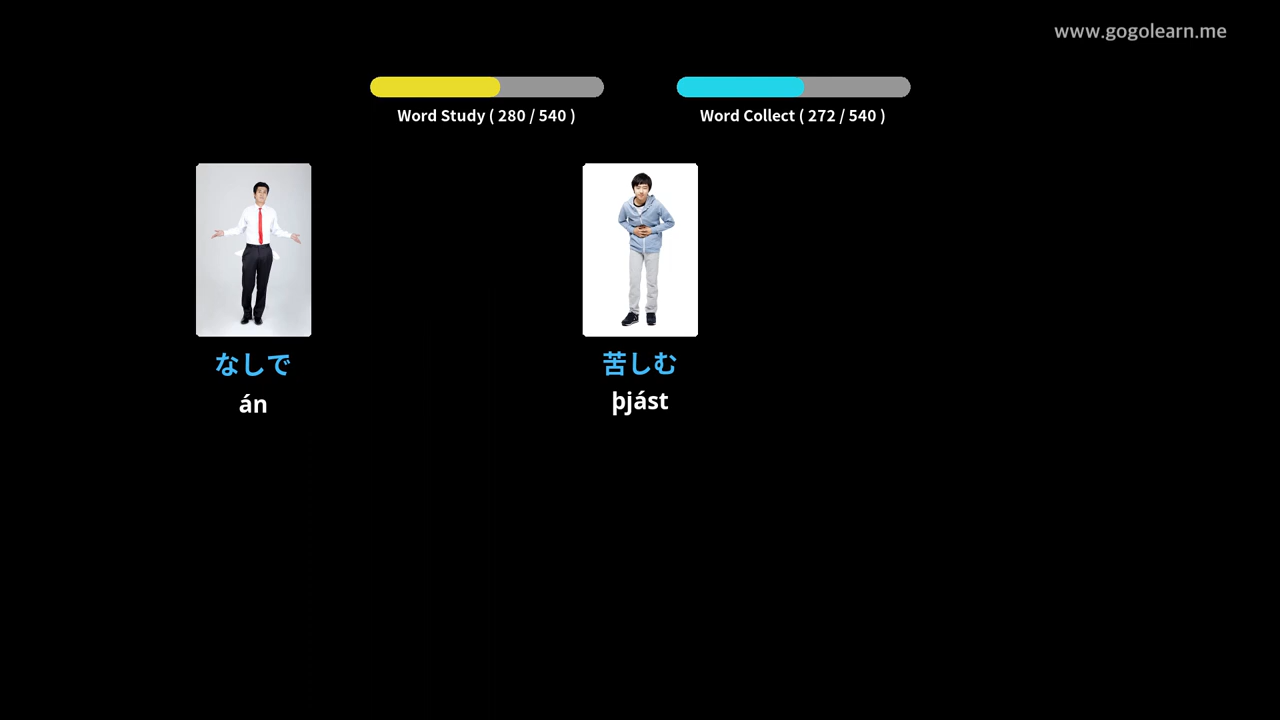 www.gogolearn.me
Word Study ( 280 / 540 )
Word Collect ( 272 / 540 )
なしで
án
苦しむ
þjást